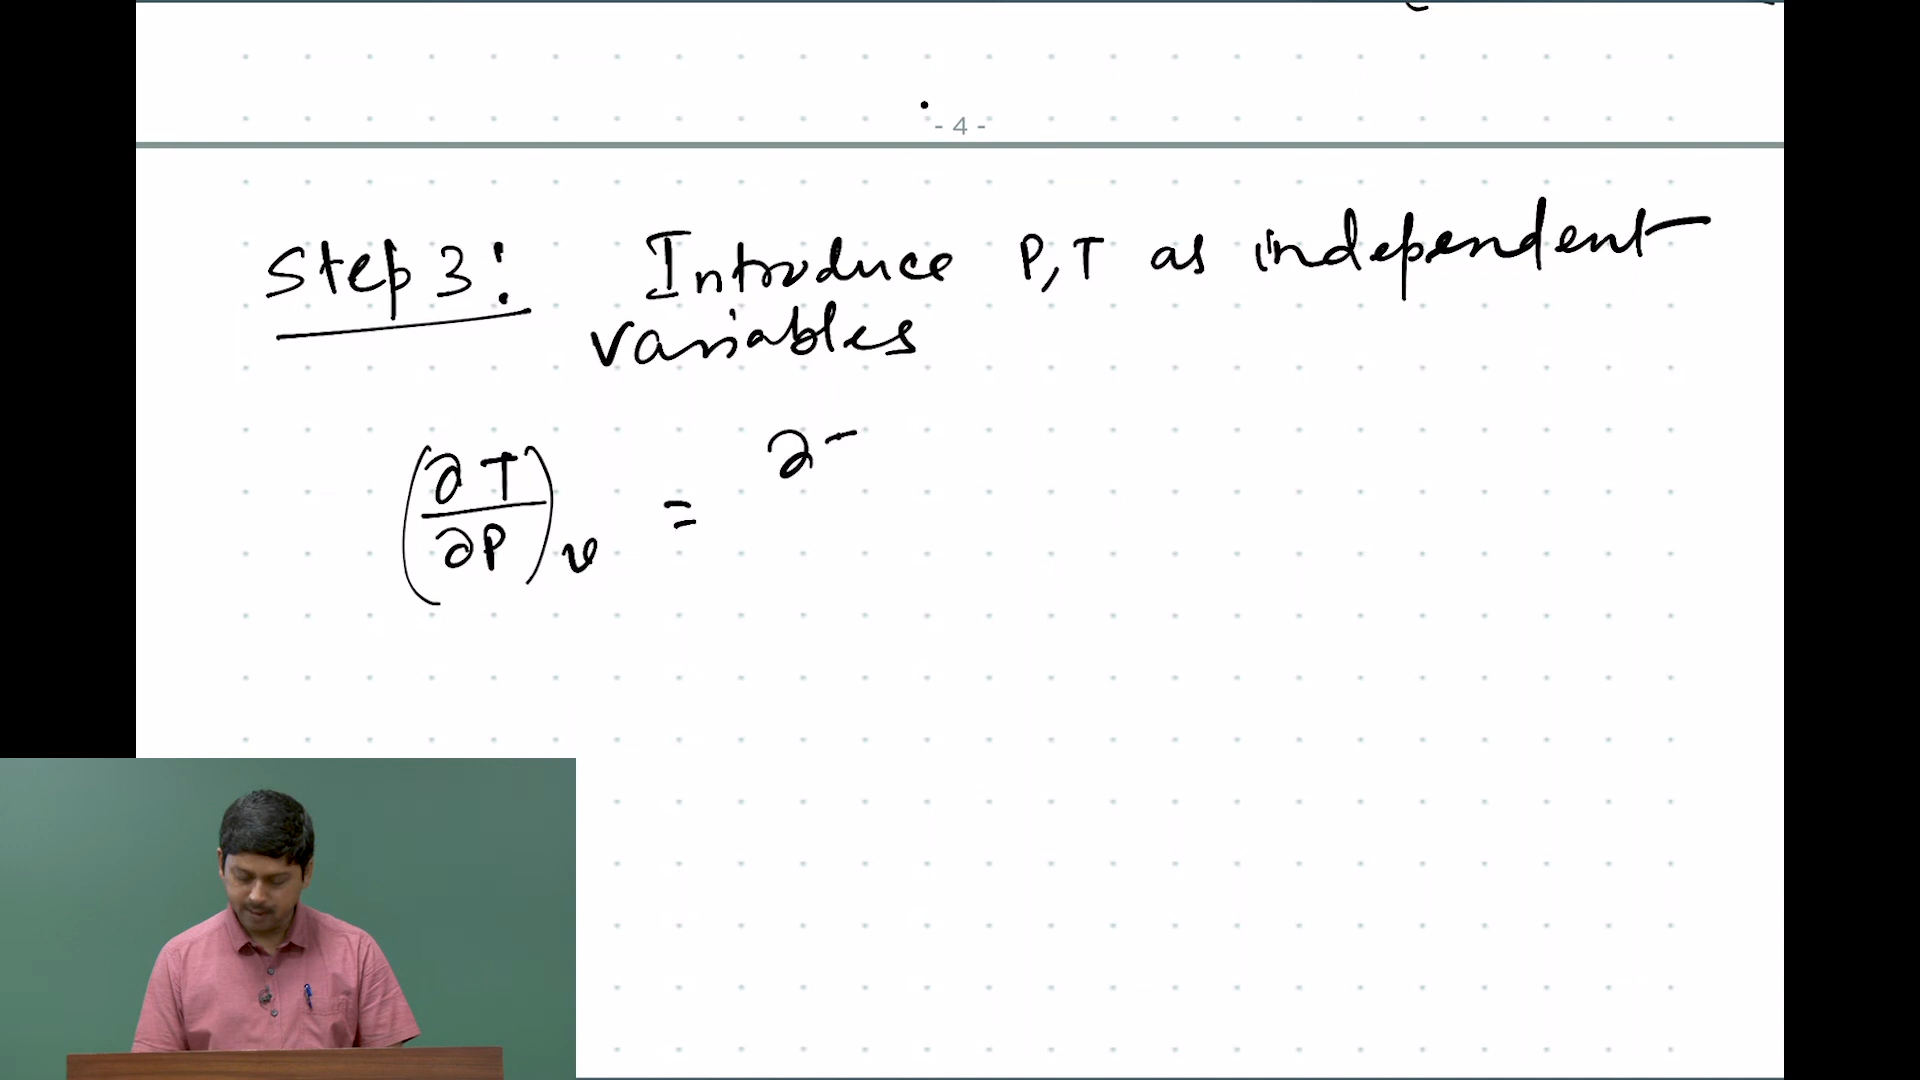 - 4 -
Step 3: Introduce P, T as independent
variables
(∂T/∂P)v = ∂